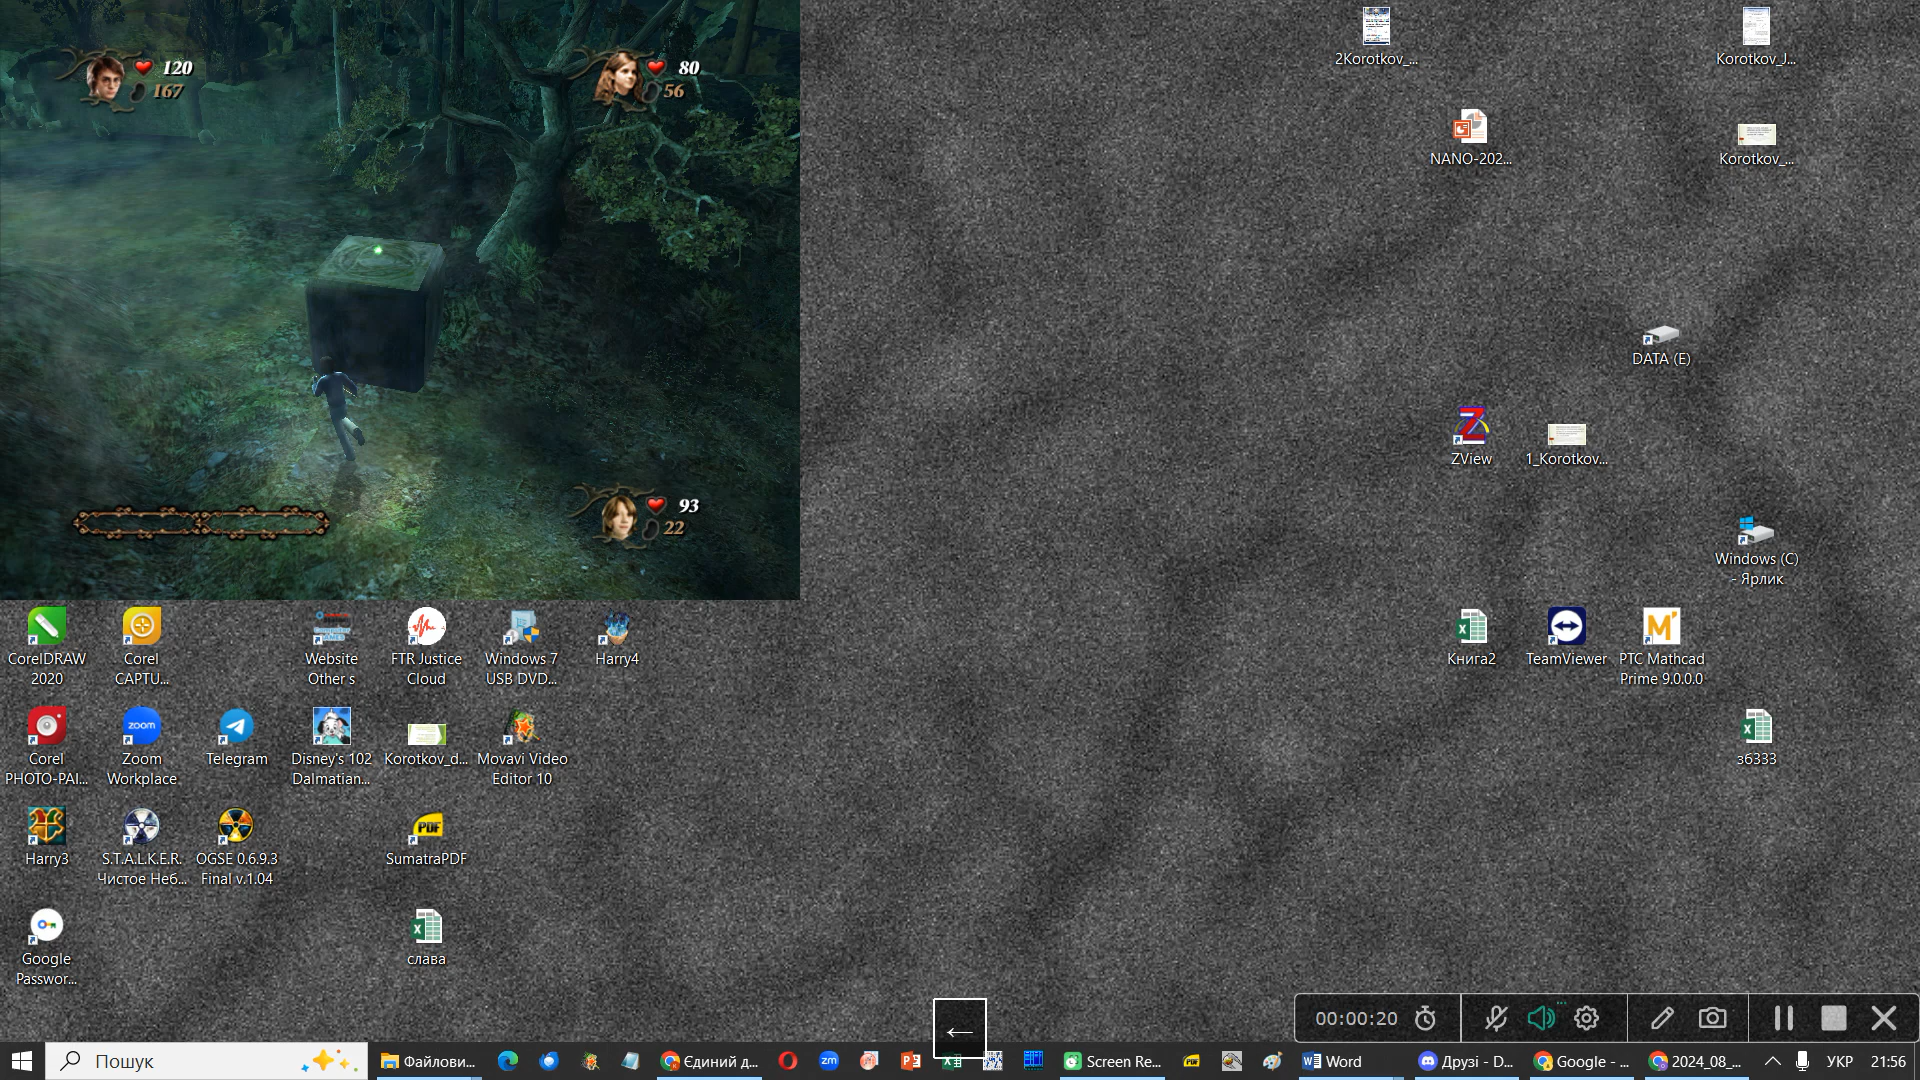 120
167
80
56
93
22
2Korotkov_...
Korotkov_J...
NANO-202...
Korotkov_...
DATA (E)
ZView
1_Korotkov...
Windows (C)
- Ярлик
CorelDRAW
2020
Corel
CAPTU...
Website
Other s
FTR Justice
Cloud
Windows 7
USB DVD...
Harry4
Книга2
TeamViewer
PTC Mathcad
Prime 9.0.0.0
Corel
PHOTO-PAI...
zoom
Zoom
Workplace
Telegram
Disney's 102
Dalmatian...
Korotkov_d...
Movavi Video
Editor 10
з6333
Harry3
S.T.A.L.K.E.R.
Чистое Неб...
OGSE 0.6.9.3
Final v.1.04
PDF
SumatraPDF
Google
Passwor...
слава
←
00:00:20
Пошук
Файлови...
Єдиний д...
zm
Screen Re...
PDF
Word
Друзі - D...
Google - ...
2024_08_...
УКР
21:56